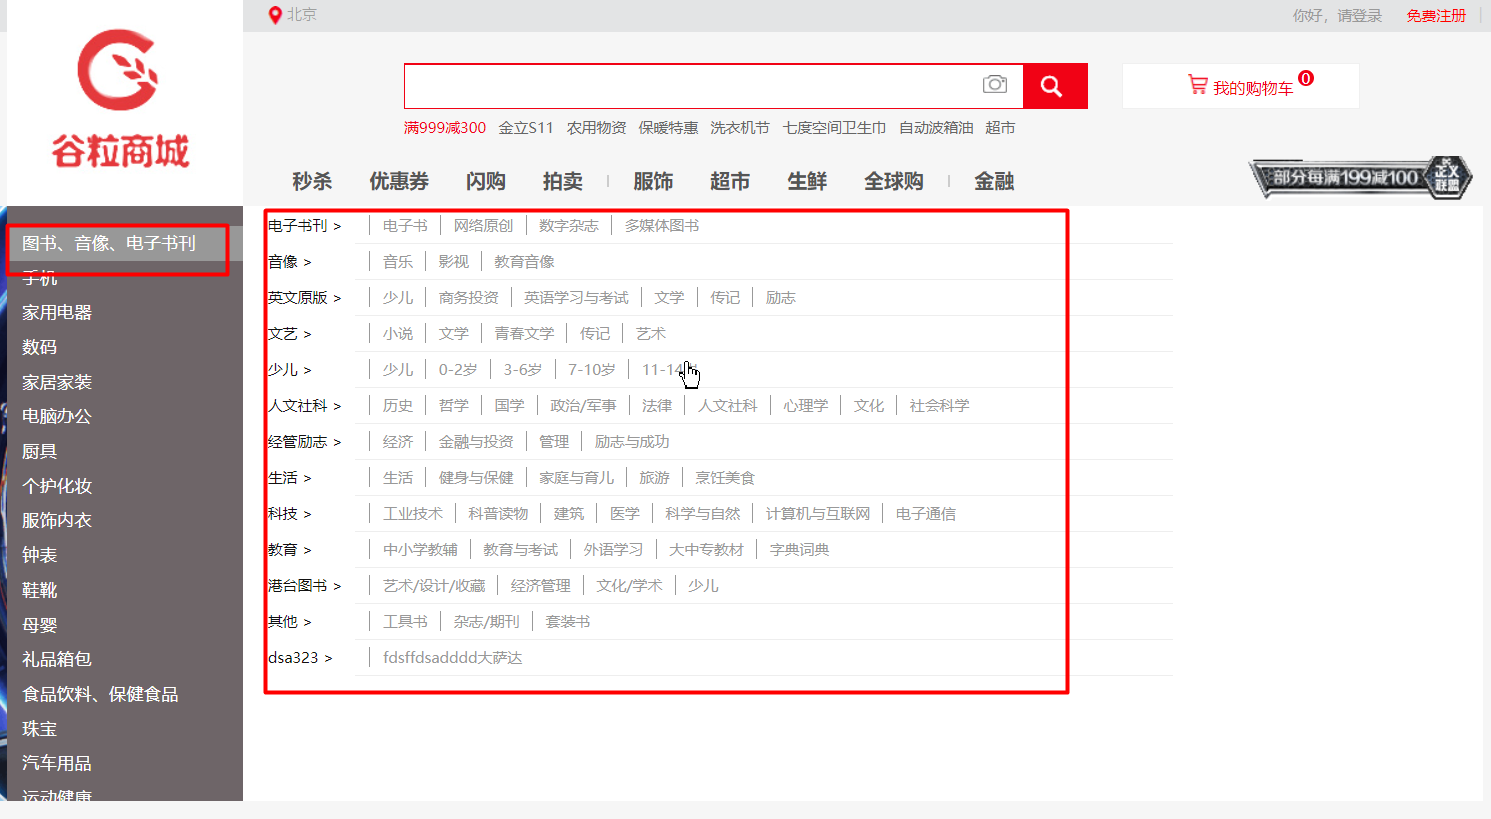 北京
你好，请登录 免费注册
谷粒商城
我的购物车 0
满999减300 金立S11 农用物资 保暖特惠 洗衣机节 七度空间卫生巾 自动波箱油 超市
秒杀 优惠券 闪购 拍卖 服饰 超市 生鲜 全球购 金融
部分每满199减100 正义联盟
图书、音像、电子书刊
手机
家用电器
数码
家居家装
电脑办公
厨具
个护化妆
服饰内衣
钟表
鞋靴
母婴
礼品箱包
食品饮料、保健食品
珠宝
汽车用品
运动健康
电子书刊 > 电子书 网络原创 数字杂志 多媒体图书
音像 > 音乐 影视 教育音像
英文原版 > 少儿 商务投资 英语学习与考试 文学 传记 励志
文艺 > 小说 文学 青春文学 传记 艺术
少儿 > 少儿 0-2岁 3-6岁 7-10岁 11-14
人文社科 > 历史 哲学 国学 政治/军事 法律 人文社科 心理学 文化 社会科学
经管励志 > 经济 金融与投资 管理 励志与成功
生活 > 生活 健身与保健 家庭与育儿 旅游 烹饪美食
科技 > 工业技术 科普读物 建筑 医学 科学与自然 计算机与互联网 电子通信
教育 > 中小学教辅 教育与考试 外语学习 大中专教材 字典词典
港台图书 > 艺术/设计/收藏 经济管理 文化/学术 少儿
其他 > 工具书 杂志/期刊 套装书
dsa323 > fdsffdsadddd大萨达